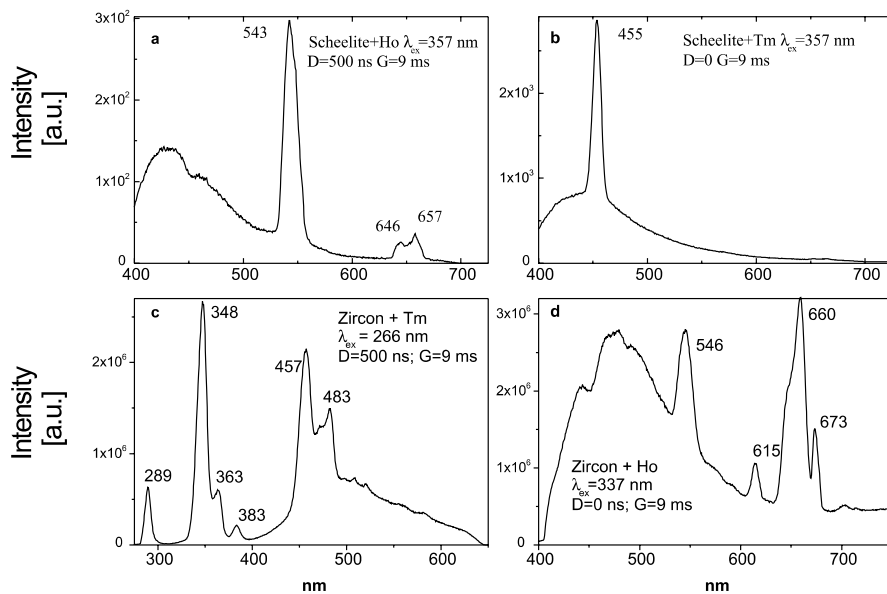 a
543
Scheelite+Ho λex=357 nm
D=500 ns G=9 ms
646
657
3x10²
2x10²
1x10²
0
400 500 600 700
Intensity
[a.u.]
b
455
Scheelite+Tm λex=357 nm
D=0 G=9 ms
2x10³
1x10³
0
400 500 600 700
c
348
Zircon + Tm
λex = 266 nm
D=500 ns; G=9 ms
457
483
289
363
383
2x10⁶
1x10⁶
0
300 400 500 600
nm
Intensity
[a.u.]
d
660
546
673
615
Zircon + Ho
λex=337 nm
D=0 ns; G=9 ms
3x10⁶
2x10⁶
1x10⁶
0
400 500 600 700
nm